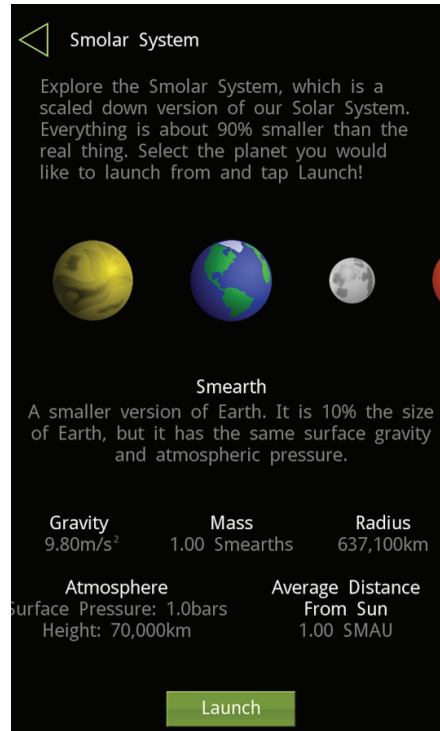 Smolar System
Explore the Smolar System, which is a
scaled down version of our Solar System.
Everything is about 90% smaller than the
real thing. Select the planet you would
like to launch from and tap Launch!
Smearth
A smaller version of Earth. It is 10% the size
of Earth, but it has the same surface gravity
and atmospheric pressure.
Gravity Mass Radius
9.80m/s² 1.00 Smearths 637,100km
Atmosphere Average Distance
Surface Pressure: 1.0bars From Sun
Height: 70,000km 1.00 SMAU
Launch